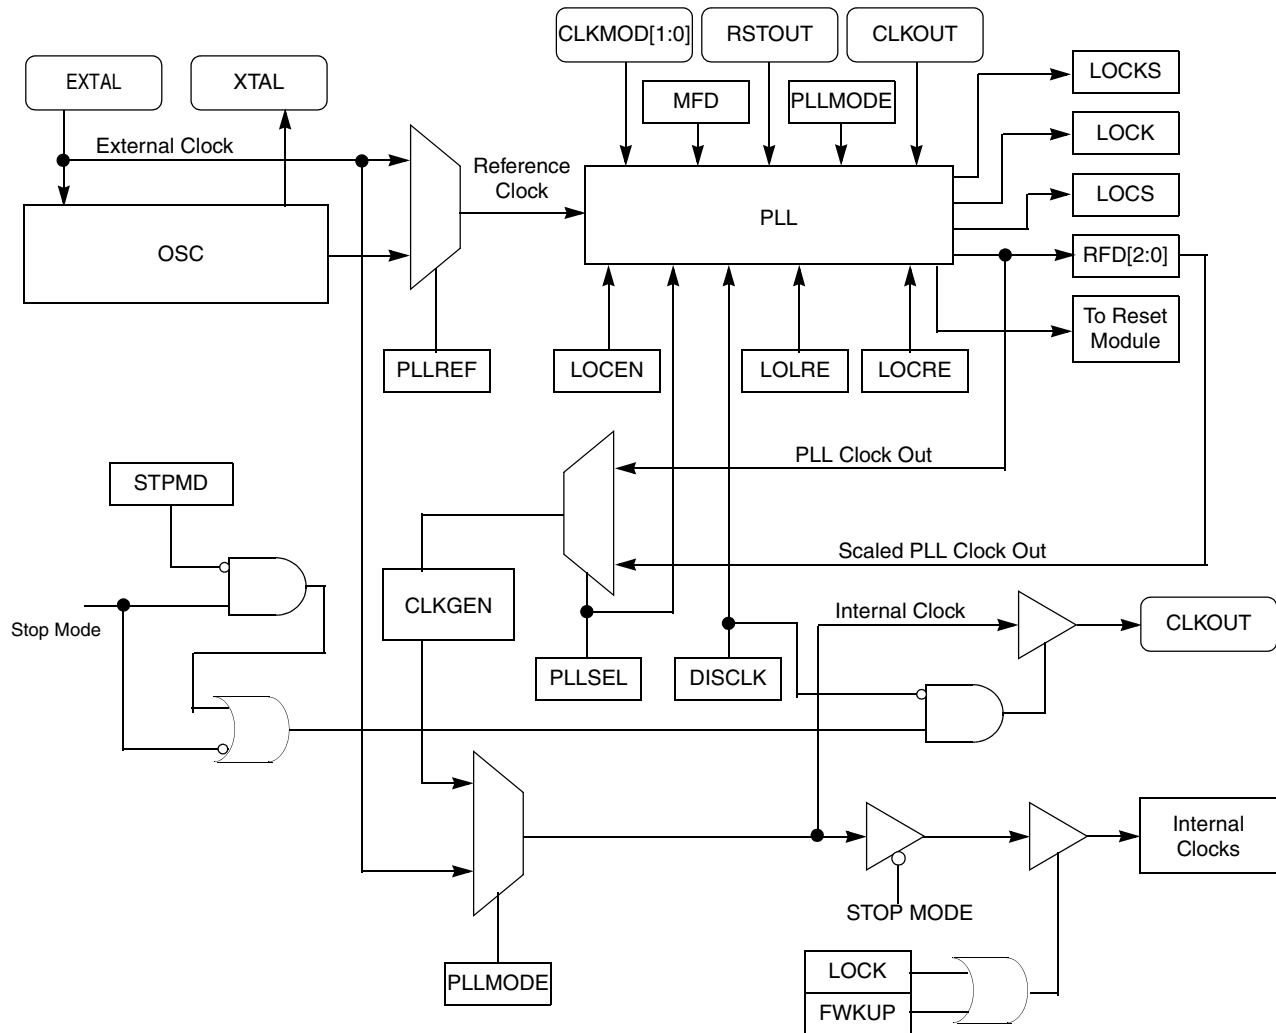 CLKMOD[1:0]
RSTOUT
CLKOUT
EXTAL
XTAL
MFD
PLLMODE
LOCKS
LOCK
LOCS
RFD[2:0]
To Reset
Module
External Clock
Reference
Clock
OSC
PLL
PLLREF
LOCEN
LOLRE
LOCRE
PLL Clock Out
STPMD
Scaled PLL Clock Out
CLKGEN
Stop Mode
Internal Clock
CLKOUT
PLLSEL
DISCLK
Internal
Clocks
STOP MODE
PLLMODE
LOCK
FWKUP